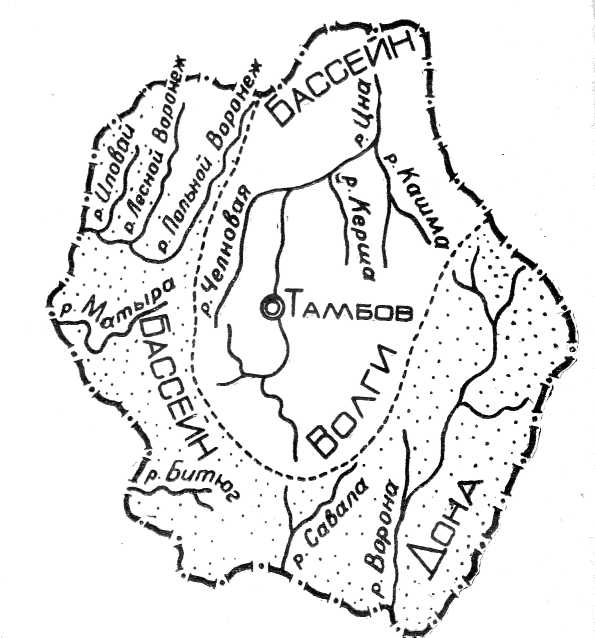 БАССЕЙН
ВОЛГИ
р. Иловай
р. Лесной Воронеж
р. Польной Воронеж
р. Цна
р. Кашма
р. Керша
р. Челновая
р. Матыра
ТАМБОВ
БАССЕЙН
ДОНА
р. Битюг
р. Савала
р. Ворона